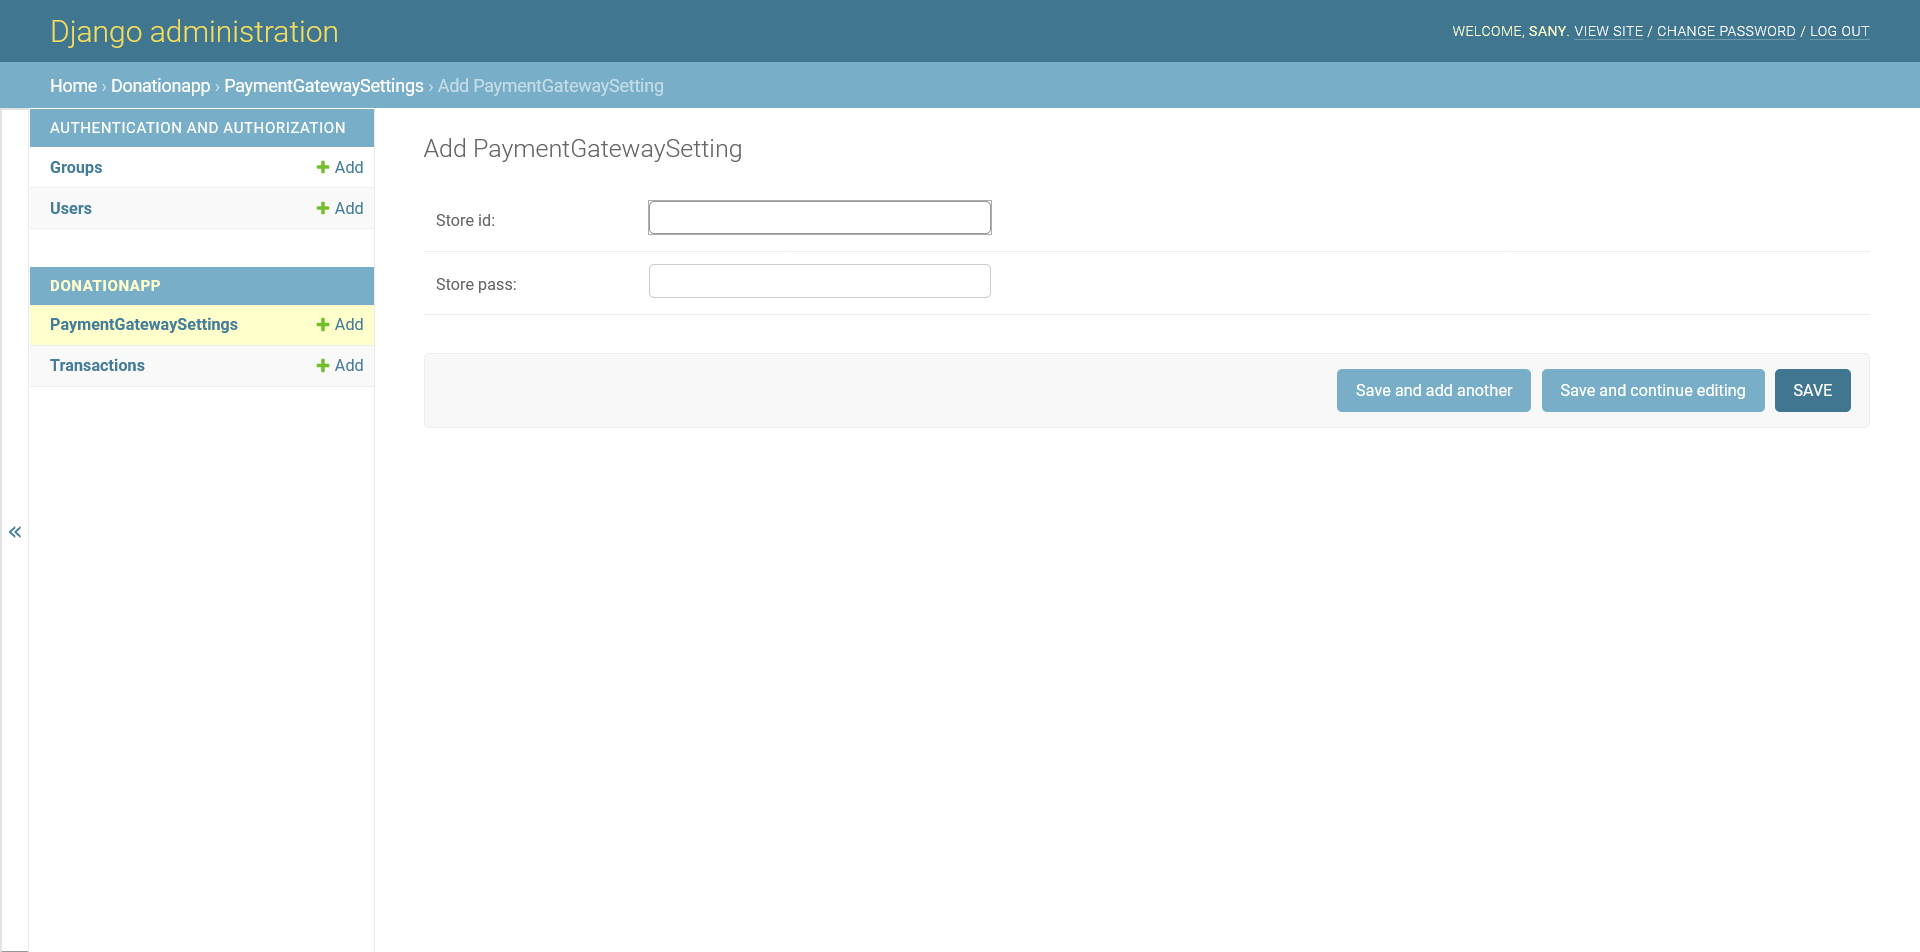 Django administration
WELCOME, SANY. VIEW SITE / CHANGE PASSWORD / LOG OUT
Home › Donationapp › PaymentGatewaySettings › Add PaymentGatewaySetting
AUTHENTICATION AND AUTHORIZATION
Groups + Add
Users + Add
DONATIONAPP
PaymentGatewaySettings + Add
Transactions + Add
«
Add PaymentGatewaySetting
Store id:
Store pass:
Save and add another Save and continue editing SAVE